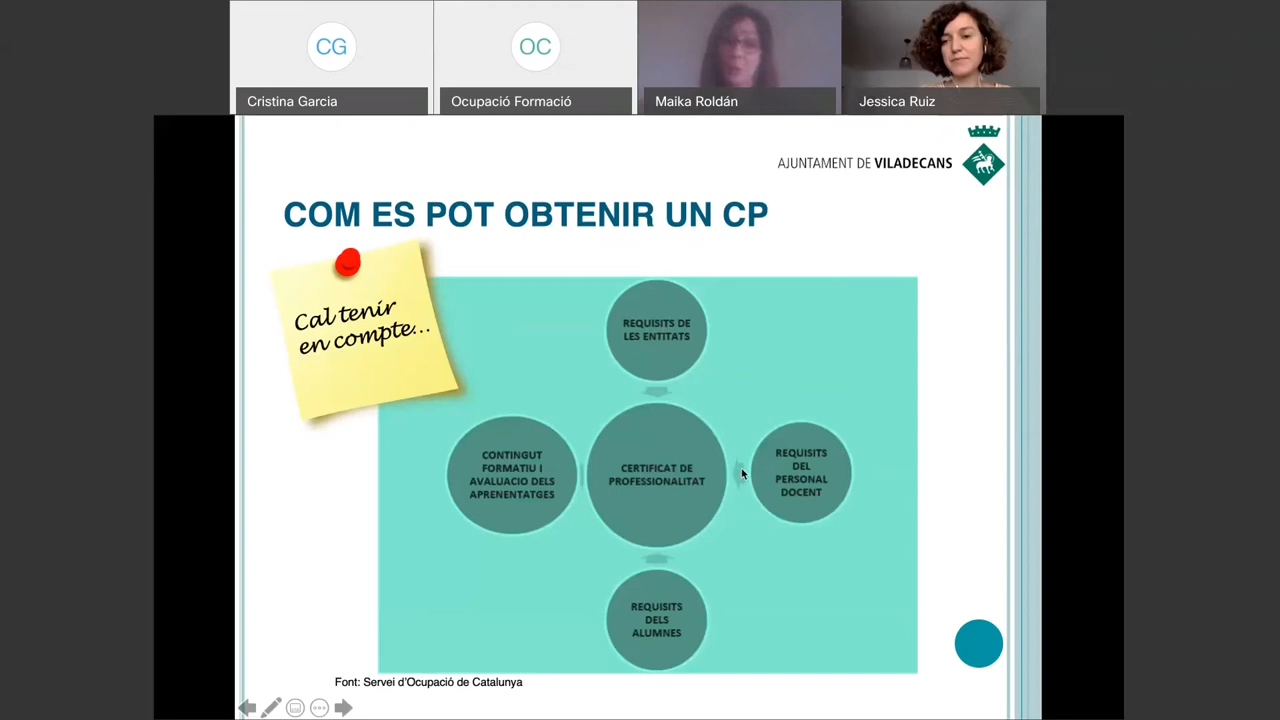 CG
OC
Cristina Garcia
Ocupació Formació
Maika Roldán
Jessica Ruiz
AJUNTAMENT DE VILADECANS
COM ES POT OBTENIR UN CP
Cal tenir
en compte...
REQUISITS DE
LES ENTITATS
CONTINGUT
FORMATIU I
AVALUACIO DELS
APRENENTATGES
CERTIFICAT DE
PROFESSIONALITAT
REQUISITS
DEL
PERSONAL
DOCENT
REQUISITS
DELS
ALUMNES
Font: Servei d'Ocupació de Catalunya